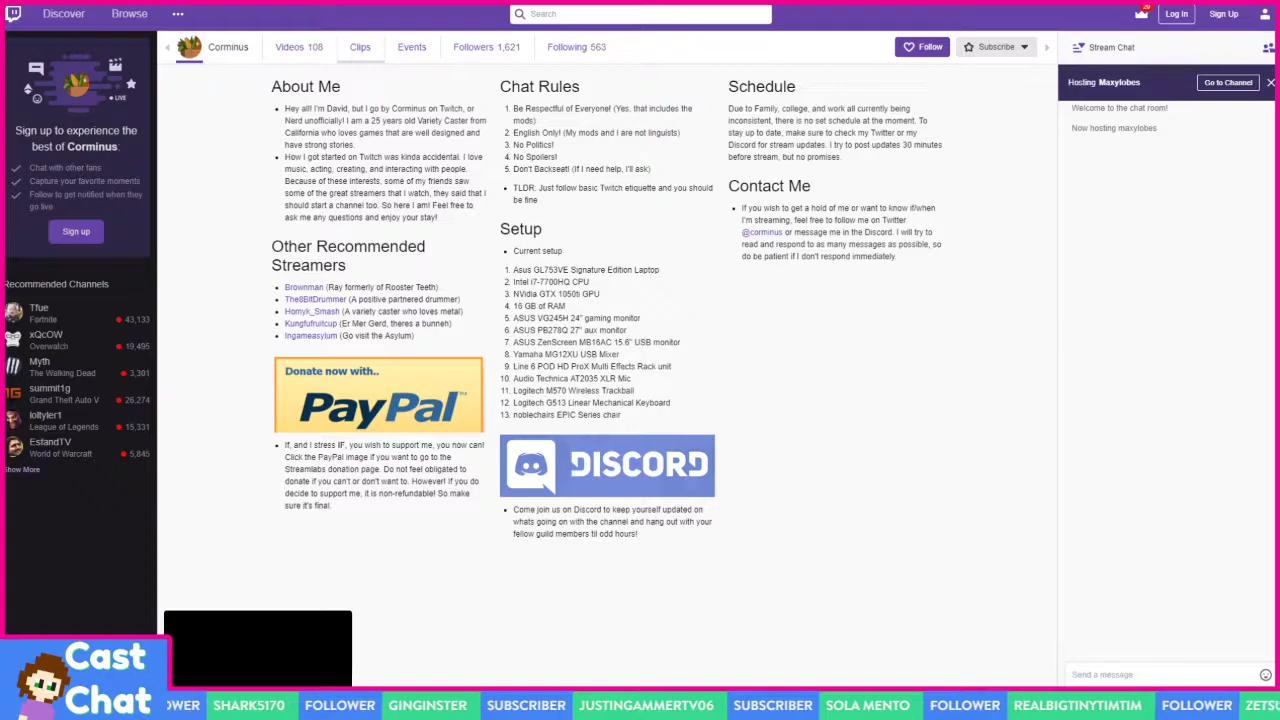 Discover
Browse
Search
Log In
Sign Up
Corminus
Videos 108
Clips
Events
Followers 1,621
Following 563
Follow
Subscribe
LIVE
Sign up to experience the
best of Corminus:
Chat with other fans
Capture your favorite moments
Follow to get notified when they
go live
Sign up
Recommended Channels
Tfue
Fortnite
43,133
xQcOW
Overwatch
19,495
Myth
The Walking Dead
3,301
summit1g
Grand Theft Auto V
26,274
loltyler1
League of Legends
15,331
EsfandTV
World of Warcraft
5,845
Show More
About Me
Hey all! I'm David, but I go by Corminus on Twitch, or
Nerd unofficially! I am a 25 years old Variety Caster from
California who loves games that are well designed and
have strong stories.
How I got started on Twitch was kinda accidental. I love
music, acting, creating, and interacting with people.
Because of these interests, some of my friends saw
some of the great streamers that I watch, they said that I
should start a channel too. So here I am! Feel free to
ask me any questions and enjoy your stay!
Other Recommended
Streamers
Brownman (Ray formerly of Rooster Teeth)
The8BitDrummer (A positive partnered drummer)
Homyk_Smash (A variety caster who loves metal)
Kungfufruitcup (Er Mer Gerd, theres a bunneh)
Ingameasylum (Go visit the Asylum)
Donate now with..
PayPal™
If, and I stress IF, you wish to support me, you now can!
Click the PayPal image if you want to go to the
Streamlabs donation page. Do not feel obligated to
donate if you can't or don't want to. However! If you do
decide to support me, it is non-refundable! So make
sure it's final.
Chat Rules
1. Be Respectful of Everyone! (Yes, that includes the
mods)
2. English Only! (My mods and I are not linguists)
3. No Politics!
4. No Spoilers!
5. Don't Backseat! (If I need help, I'll ask)
TLDR: Just follow basic Twitch etiquette and you should
be fine
Setup
Current setup
1. Asus GL753VE Signature Edition Laptop
2. Intel i7-7700HQ CPU
3. NVidia GTX 1050ti GPU
4. 16 GB of RAM
5. ASUS VG245H 24" gaming monitor
6. ASUS PB278Q 27" aux monitor
7. ASUS ZenScreen MB16AC 15.6" USB monitor
8. Yamaha MG12XU USB Mixer
9. Line 6 POD HD ProX Multi Effects Rack unit
10. Audio Technica AT2035 XLR Mic
11. Logitech M570 Wireless Trackball
12. Logitech G513 Linear Mechanical Keyboard
13. noblechairs EPIC Series chair
DISCORD
Come join us on Discord to keep yourself updated on
whats going on with the channel and hang out with your
fellow guild members til odd hours!
Schedule
Due to Family, college, and work all currently being
inconsistent, there is no set schedule at the moment. To
stay up to date, make sure to check my Twitter or my
Discord for stream updates. I try to post updates 30 minutes
before stream, but no promises.
Contact Me
If you wish to get a hold of me or want to know if/when
I'm streaming, feel free to follow me on Twitter
@corminus or message me in the Discord. I will try to
read and respond to as many messages as possible, so
do be patient if I don't respond immediately.
Stream Chat
Hosting Maxylobes
Go to Channel
Welcome to the chat room!
Now hosting maxylobes
Send a message
Cast
Chat
OWER SHARK5170 FOLLOWER GINGINSTER SUBSCRIBER JUSTINGAMMERTV06 SUBSCRIBER SOLA MENTO FOLLOWER REALBIGTINYTIMTIM FOLLOWER ZETS